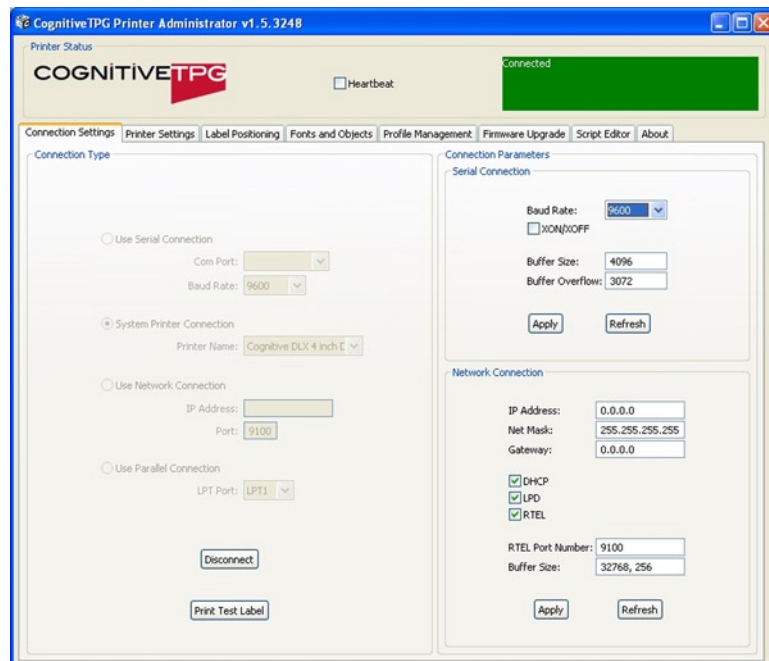 CognitiveTPG Printer Administrator v1.5.3248
Printer Status
COGNITIVETPG
Heartbeat
Connected
Connection Settings Printer Settings Label Positioning Fonts and Objects Profile Management Firmware Upgrade Script Editor About
Connection Type
Use Serial Connection
Com Port:
Baud Rate: 9600
System Printer Connection
Printer Name: Cognitive DLX 4 inch D
Use Network Connection
IP Address:
Port: 9100
Use Parallel Connection
LPT Port: LPT1
Disconnect
Print Test Label
Connection Parameters
Serial Connection
Baud Rate: 9600
XON/XOFF
Buffer Size: 4096
Buffer Overflow: 3072
Apply Refresh
Network Connection
IP Address: 0.0.0.0
Net Mask: 255.255.255.255
Gateway: 0.0.0.0
DHCP
LPD
RTEL
RTEL Port Number: 9100
Buffer Size: 32768, 256
Apply Refresh